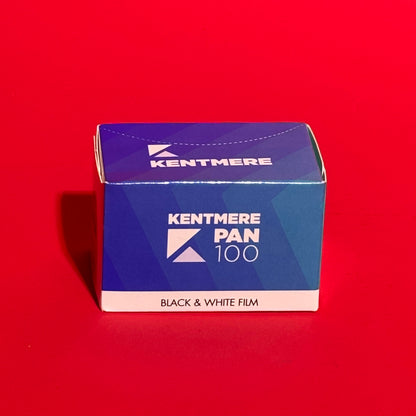 KENTMERE
KENTMERE
PAN
100
BLACK & WHITE FILM